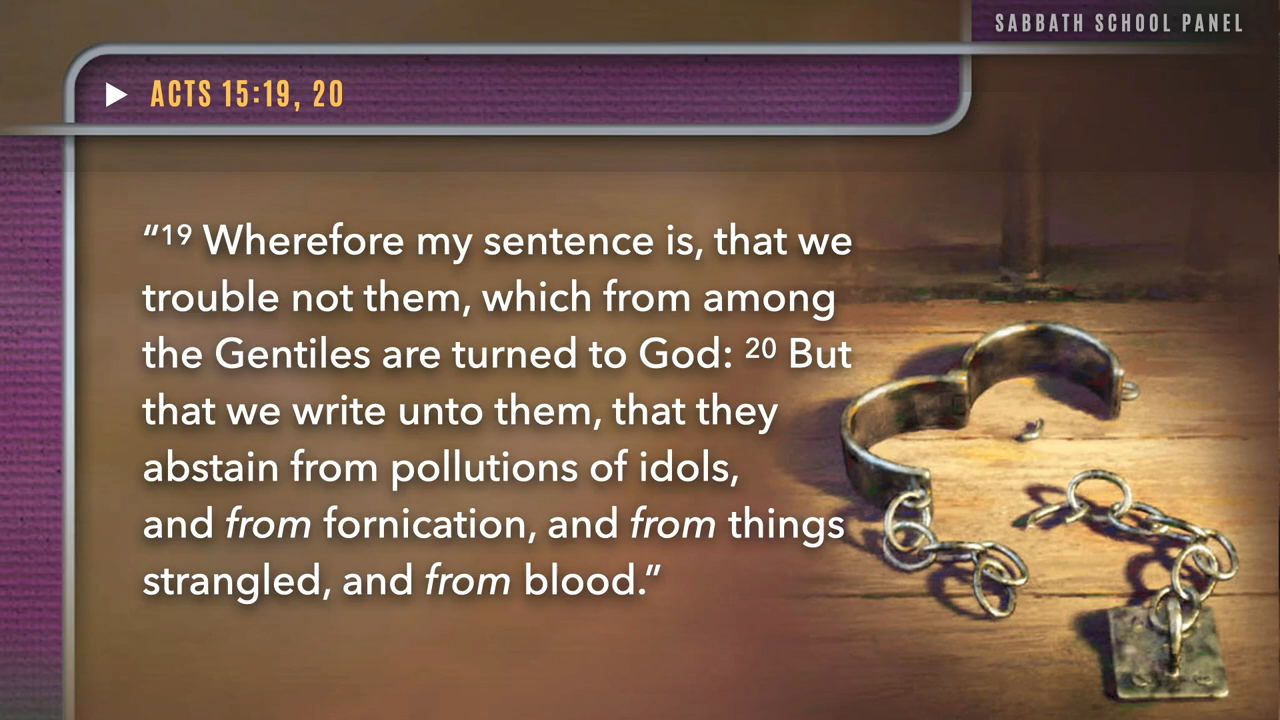 SABBATH SCHOOL PANEL
ACTS 15:19, 20
“19 Wherefore my sentence is, that we
trouble not them, which from among
the Gentiles are turned to God: 20 But
that we write unto them, that they
abstain from pollutions of idols,
and from fornication, and from things
strangled, and from blood.”